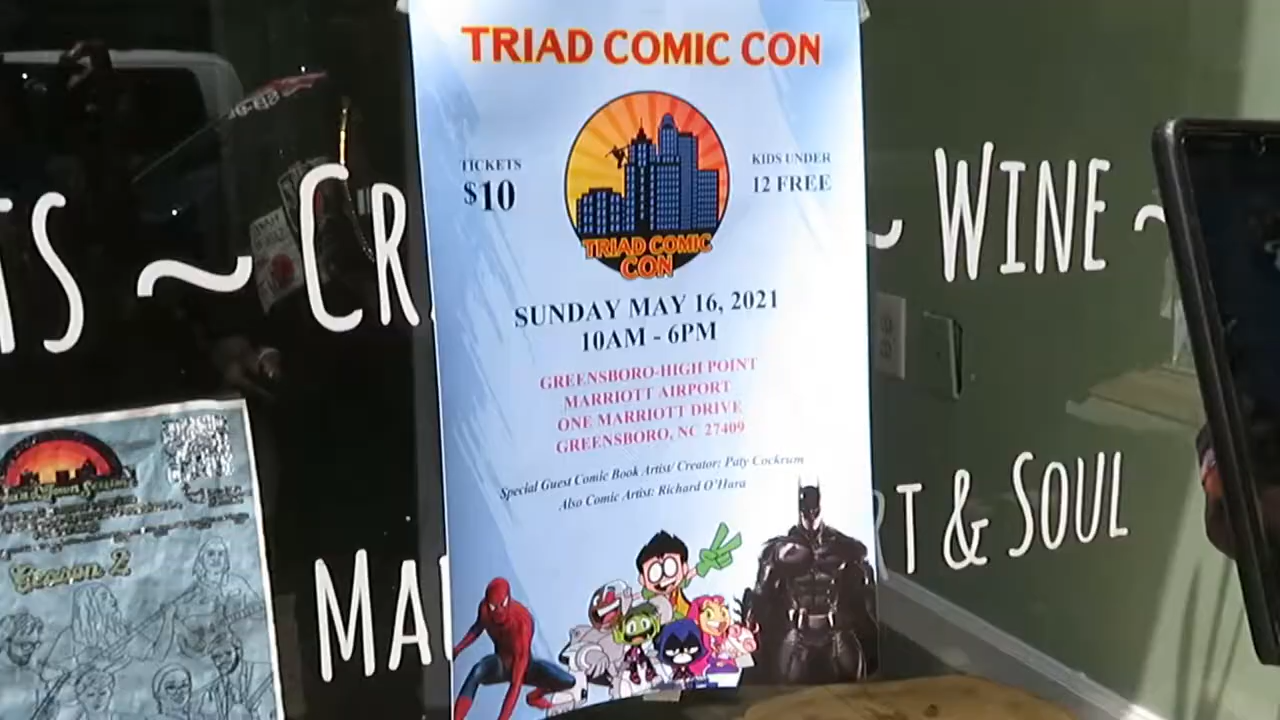 TRIAD COMIC CON
TICKETS
$10
KIDS UNDER
12 FREE
TRIAD COMIC
CON
SUNDAY MAY 16, 2021
10AM - 6PM
GREENSBORO-HIGH POINT
MARRIOTT AIRPORT
ONE MARRIOTT DRIVE
GREENSBORO, NC 27409
Special Guest Comic Book Artist/ Creator: Paty Cockrum
Also Comic Artist: Richard O'Hara
TS ~ CR
~ WINE ~
MA
RT & SOUL
Season 2